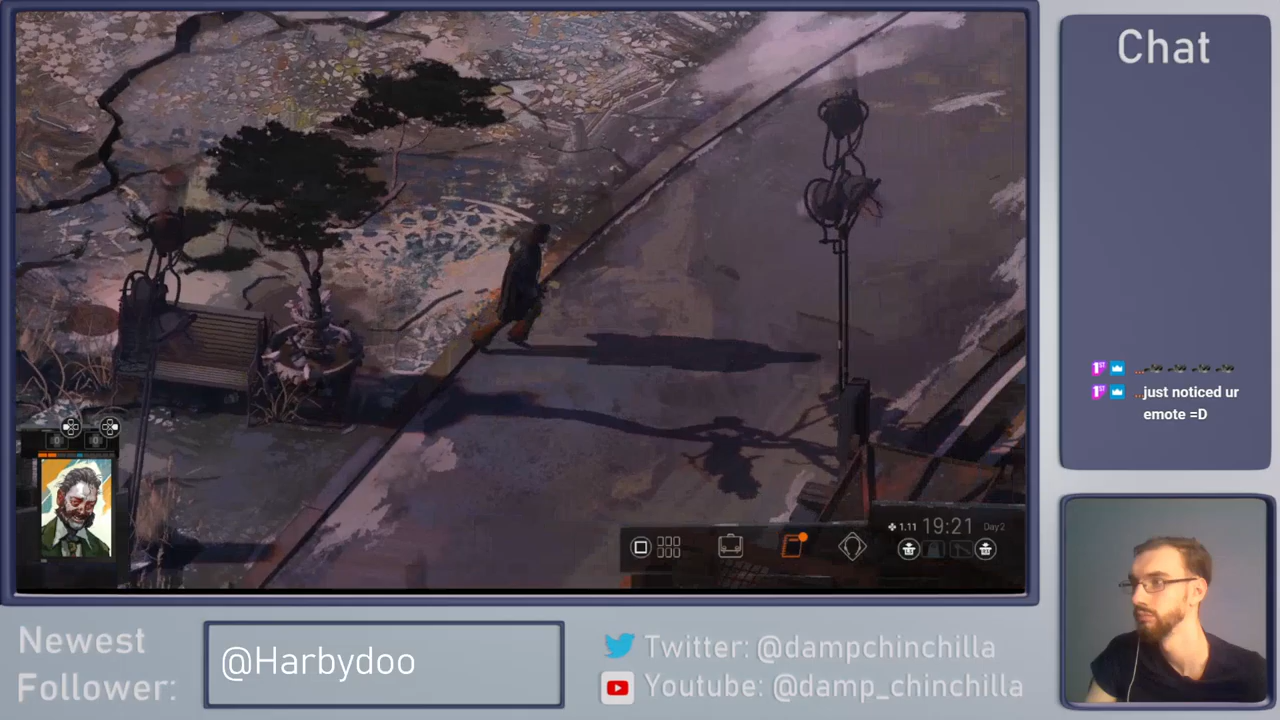 Chat
just noticed ur
emote =D
1.11 19:21 Day2
Newest
Follower:
@Harbydoo
Twitter: @dampchinchilla
Youtube: @damp_chinchilla